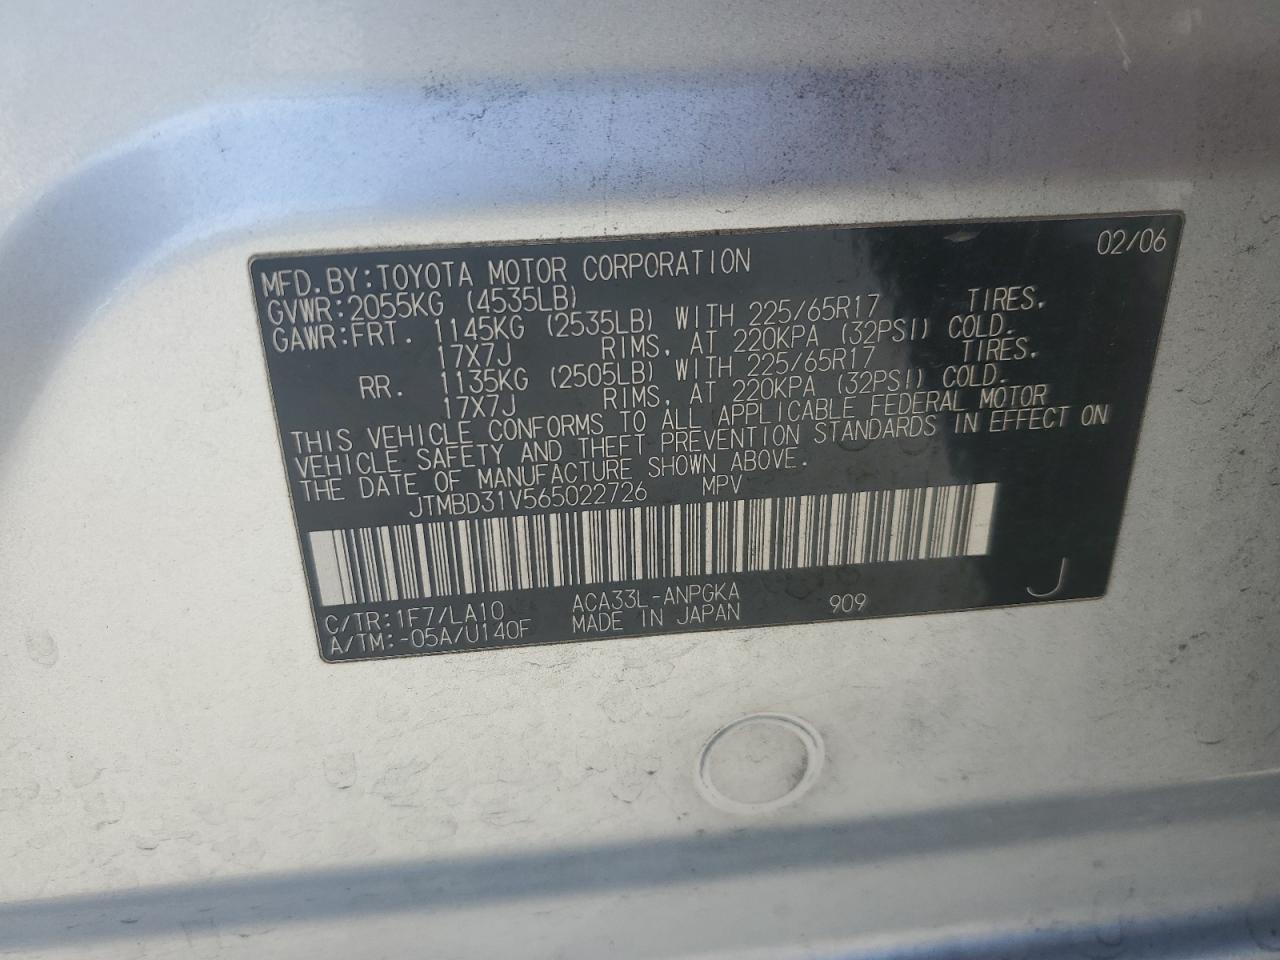 MFD. BY: TOYOTA MOTOR CORPORATION 02/06
GVWR: 2055KG (4535LB)
GAWR: FRT. 1145KG (2535LB) WITH 225/65R17 TIRES,
17X7J RIMS, AT 220KPA (32PSI) COLD.
RR. 1135KG (2505LB) WITH 225/65R17 TIRES,
17X7J RIMS, AT 220KPA (32PSI) COLD.
THIS VEHICLE CONFORMS TO ALL APPLICABLE FEDERAL MOTOR
VEHICLE SAFETY AND THEFT PREVENTION STANDARDS IN EFFECT ON
THE DATE OF MANUFACTURE SHOWN ABOVE.
JTMBD31V565022726 MPV
C/TR: 1F7/LA10 ACA33L-ANPGKA
A/TM: -05A/U140F MADE IN JAPAN 909 J